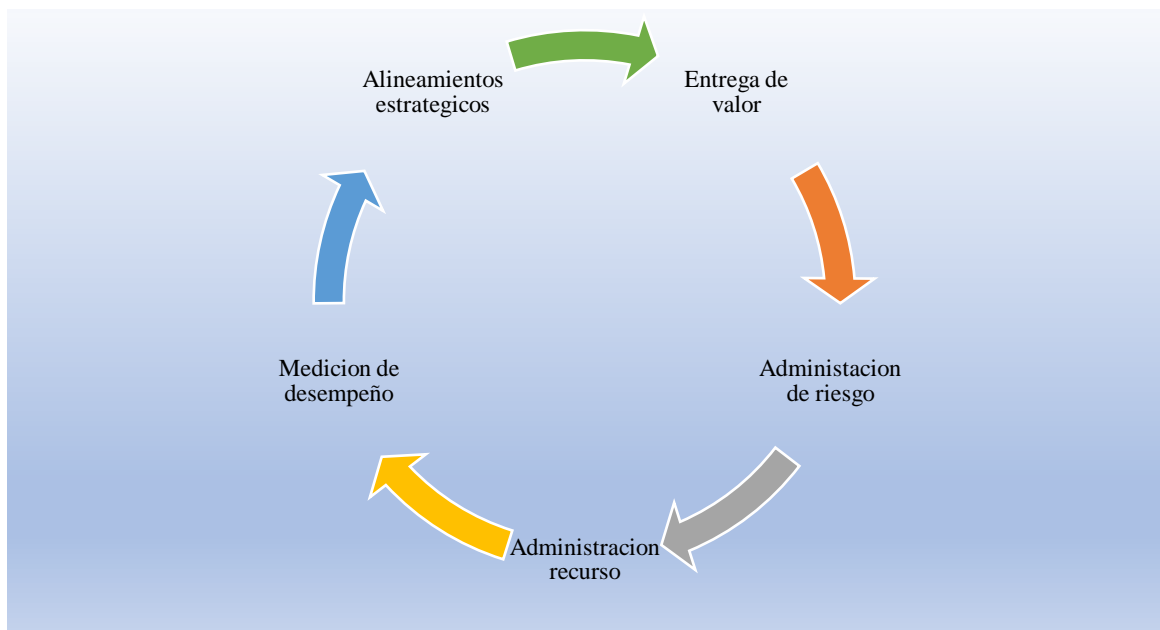 Alineamientos
estrategicos
Entrega de
valor
Administacion
de riesgo
Administracion
recurso
Medicion de
desempeño